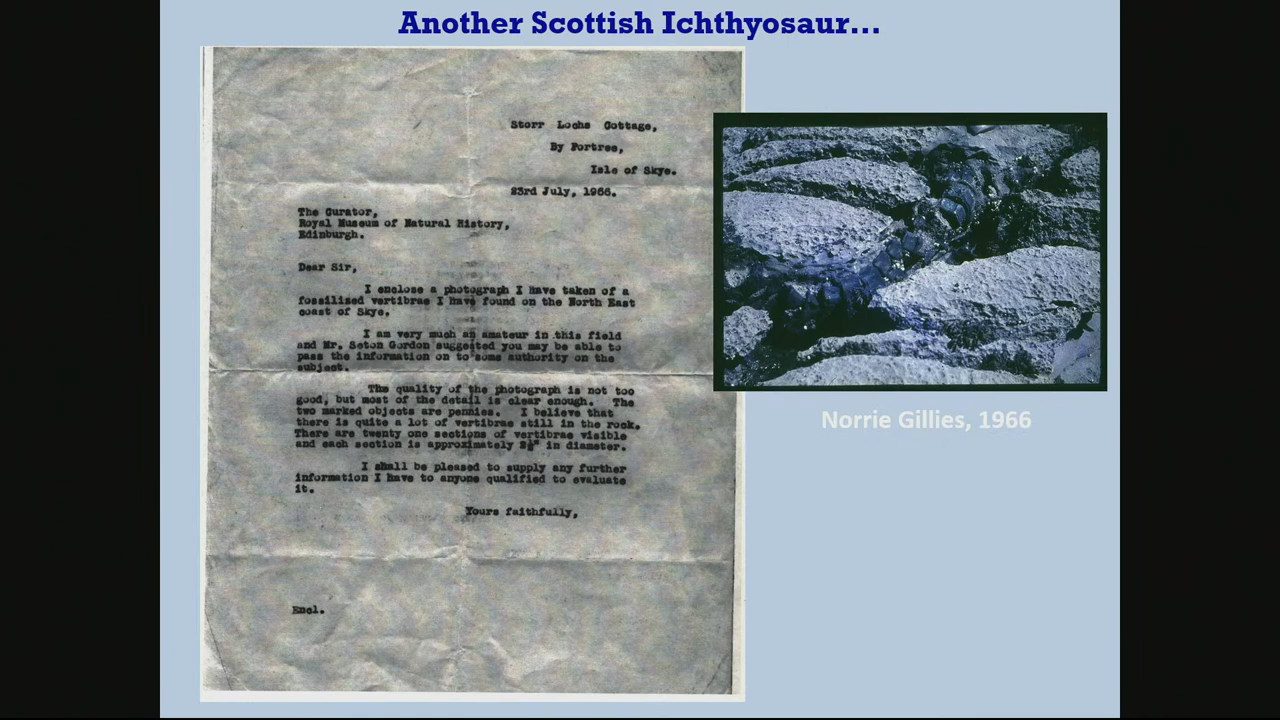 Another Scottish Ichthyosaur...
Storr Lochs Cottage,
By Portree,
Isle of Skye.
23rd July, 1966.
The Curator,
Royal Museum of Natural History,
Edinburgh.
Dear Sir,
I enclose a photograph I have taken of a
fossilised vertibrae I have found on the North East
coast of Skye.
I am very much an amateur in this field
and Mr. Seton Gordon suggested you may be able to
pass the information on to some authority on the
subject.
The quality of the photograph is not too
good, but most of the detail is clear enough. The
two marked objects are pennies. I believe that
there is quite a lot of vertibrae still in the rock.
There are twenty one sections of vertibrae visible
and each section is approximately in diameter.
I shall be pleased to supply any further
information I have to anyone qualified to evaluate
it.
Yours faithfully,
Encl.
Norrie Gillies, 1966